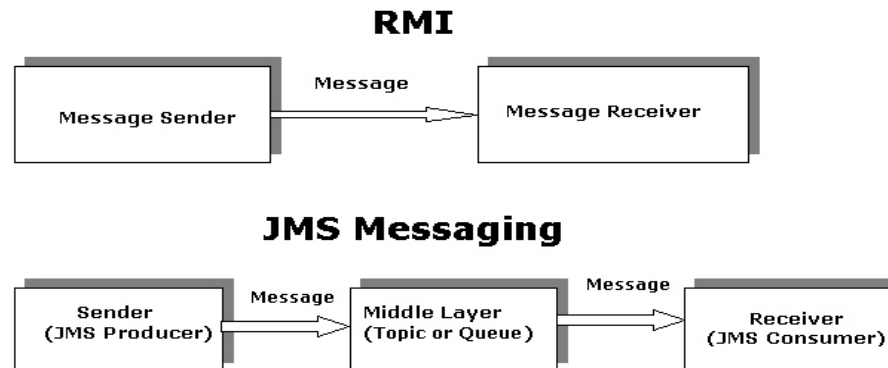 RMI
Message Sender
Message
Message Receiver
JMS Messaging
Sender
(JMS Producer)
Message
Middle Layer
(Topic or Queue)
Message
Receiver
(JMS Consumer)